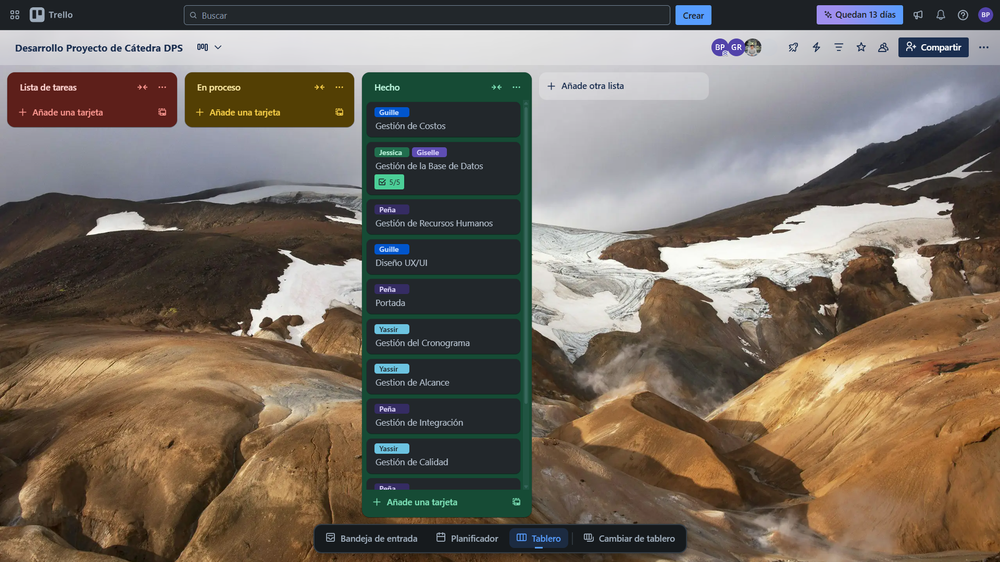 Trello
Buscar
Crear
Quedan 13 días
BP
Desarrollo Proyecto de Cátedra DPS
BP
GR
Compartir
Lista de tareas
Añade una tarjeta
En proceso
Añade una tarjeta
Hecho
Guille
Gestión de Costos
Jessica Giselle
Gestión de la Base de Datos
5/5
Peña
Gestión de Recursos Humanos
Guille
Diseño UX/UI
Peña
Portada
Yassir
Gestión del Cronograma
Yassir
Gestion de Alcance
Peña
Gestión de Integración
Yassir
Gestión de Calidad
Peña
Añade una tarjeta
Añade otra lista
Bandeja de entrada
Planificador
Tablero
Cambiar de tablero